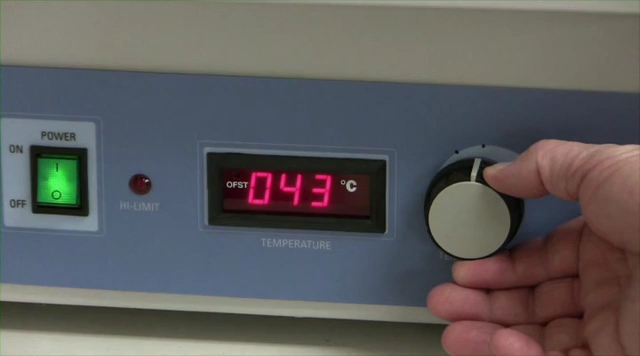 POWER
ON
OFF
I
O
HI-LIMIT
OFST 043 °C
TEMPERATURE